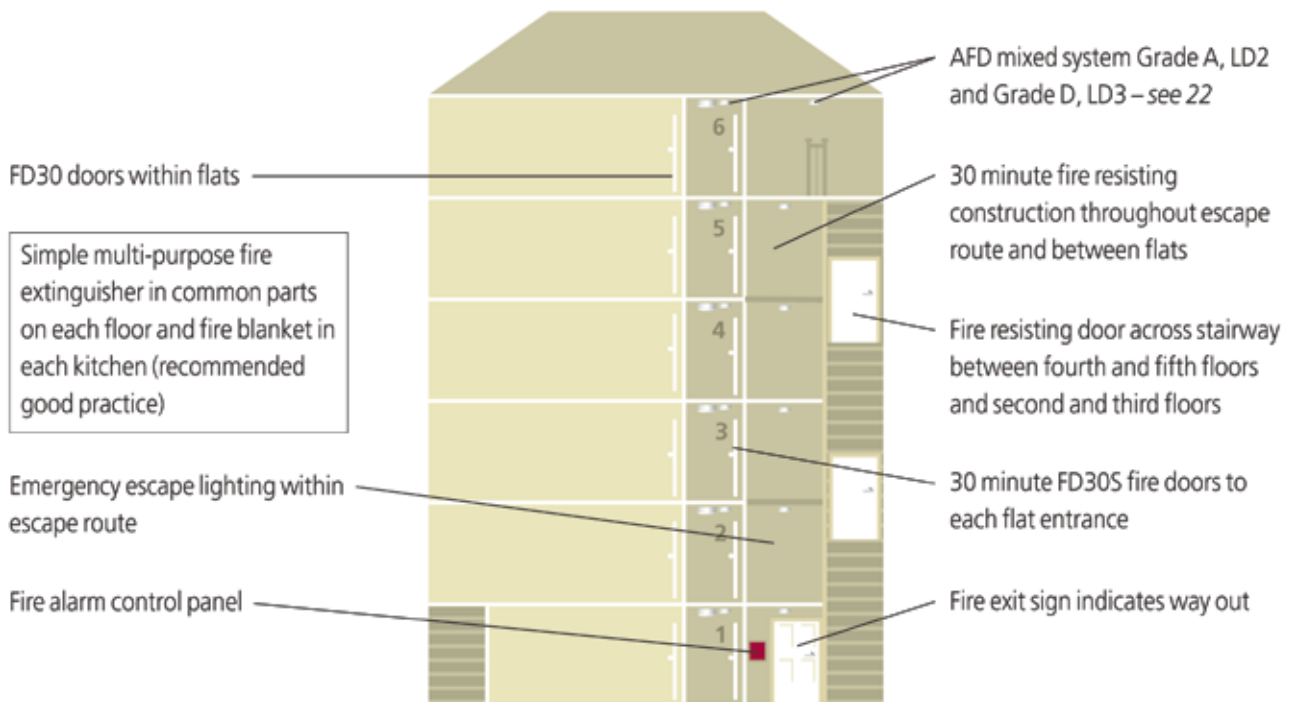 FD30 doors within flats
Simple multi-purpose fire
extinguisher in common parts
on each floor and fire blanket in
each kitchen (recommended
good practice)
Emergency escape lighting within
escape route
Fire alarm control panel
6
5
4
3
2
1
AFD mixed system Grade A, LD2
and Grade D, LD3 – see 22
30 minute fire resisting
construction throughout escape
route and between flats
Fire resisting door across stairway
between fourth and fifth floors
and second and third floors
30 minute FD30S fire doors to
each flat entrance
Fire exit sign indicates way out